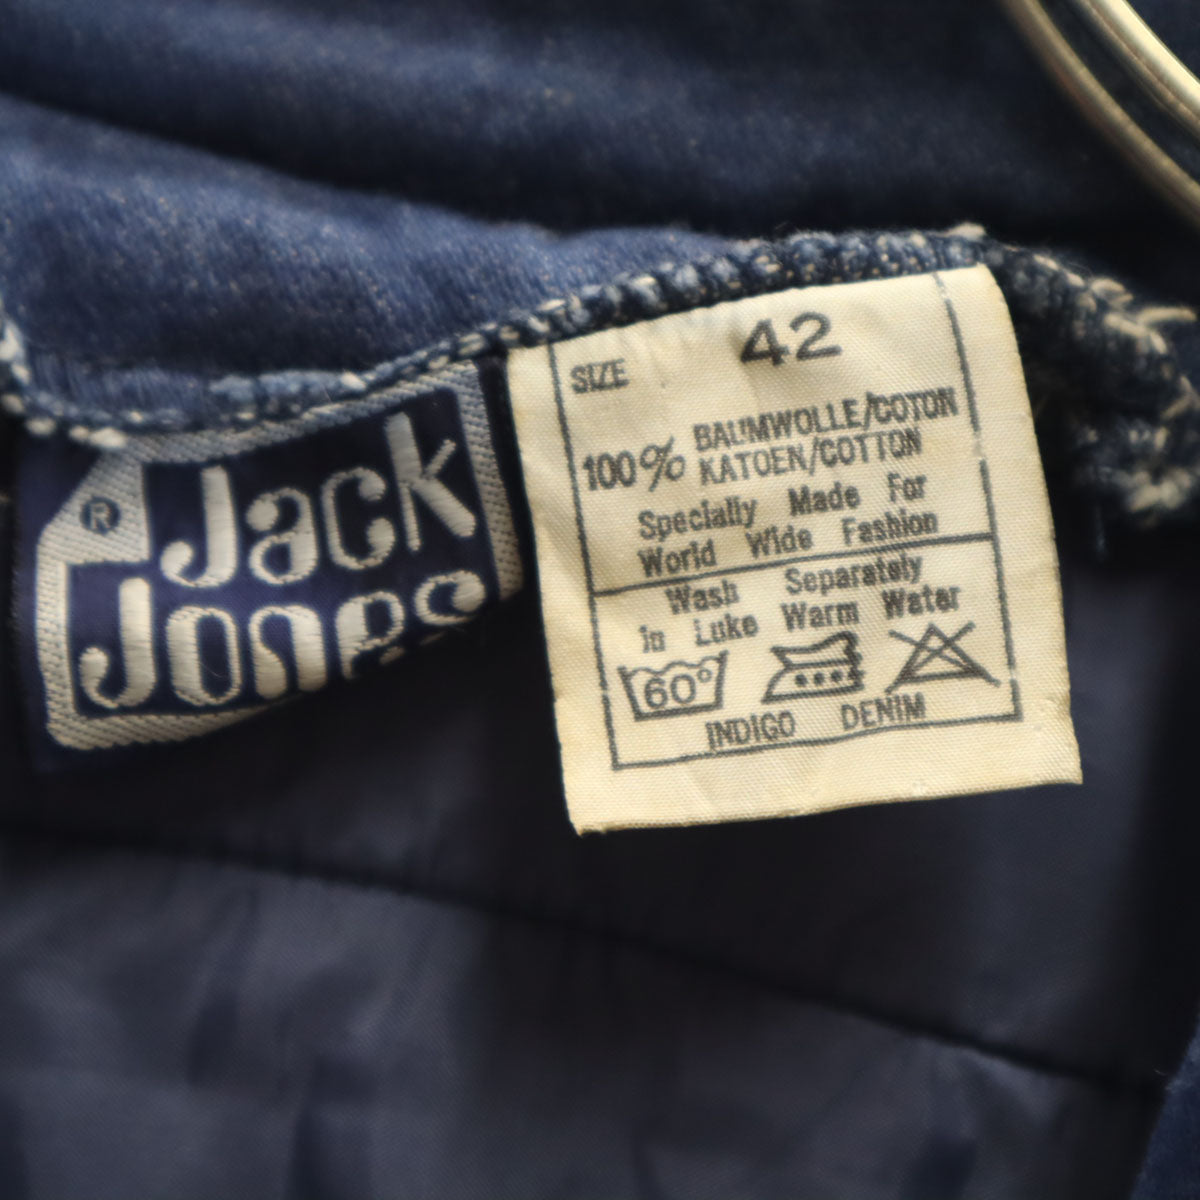 ®
Jack
Jones
SIZE 42
100% BAUMWOLLE/COTON
KATOEN/COTTON
Specially Made For
World Wide Fashion
Wash Separately
in Luke Warm Water
60°
INDIGO DENIM